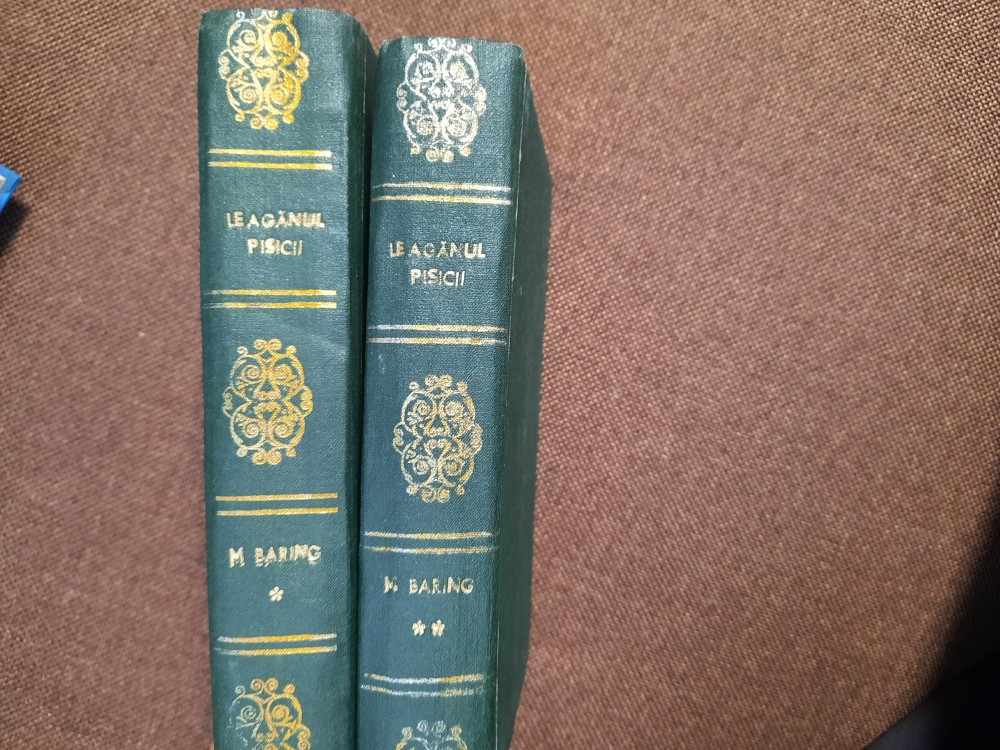 LEAGĂNUL
PISICII
M BARING
*
LEAGĂNUL
PISICII
M BARING
**